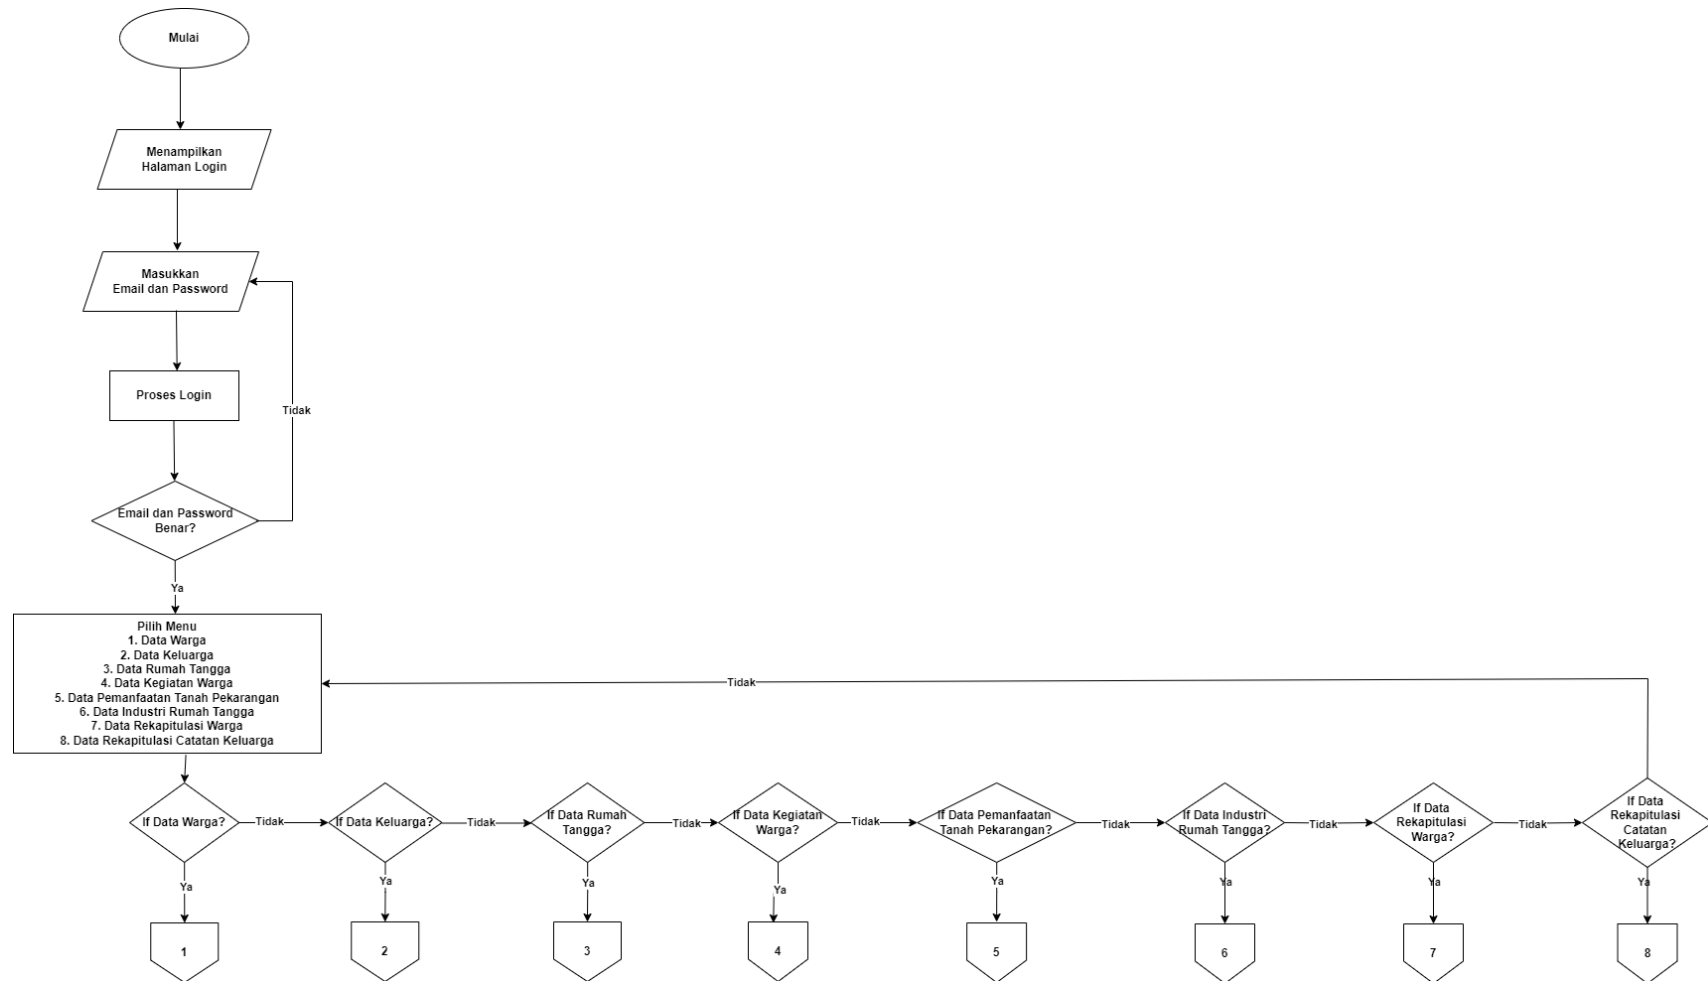 Mulai
Menampilkan
Halaman Login
Masukkan
Email dan Password
Proses Login
Tidak
Email dan Password
Benar?
Ya
Pilih Menu
1. Data Warga
2. Data Keluarga
3. Data Rumah Tangga
4. Data Kegiatan Warga
5. Data Pemanfaatan Tanah Pekarangan
6. Data Industri Rumah Tangga
7. Data Rekapitulasi Warga
8. Data Rekapitulasi Catatan Keluarga
Tidak
If Data Warga?
Tidak
If Data Keluarga?
Tidak
If Data Rumah
Tangga?
Tidak
If Data Kegiatan
Warga?
Tidak
If Data Pemanfaatan
Tanah Pekarangan?
Tidak
If Data Industri
Rumah Tangga?
Tidak
If Data
Rekapitulasi
Warga?
Tidak
If Data
Rekapitulasi
Catatan
Keluarga?
Ya
Ya
Ya
Ya
Ya
Ya
Ya
Ya
1
2
3
4
5
6
7
8